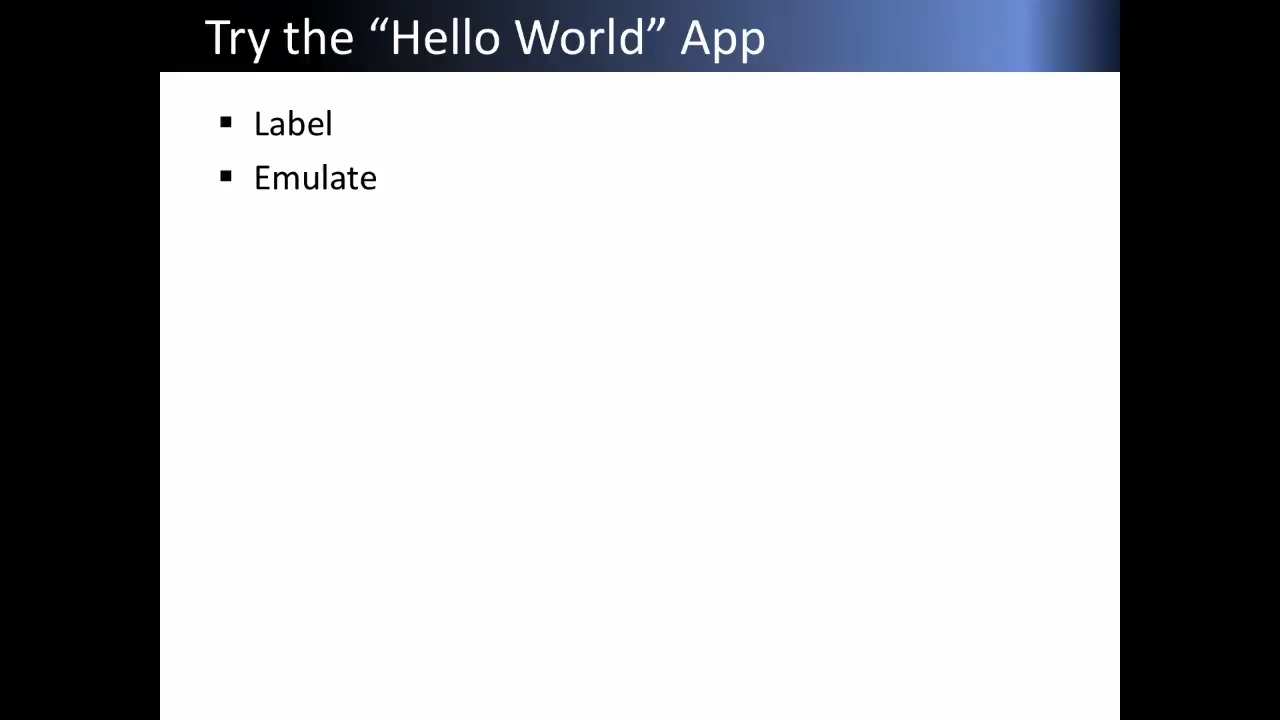 Try the “Hello World” App
▪ Label
▪ Emulate